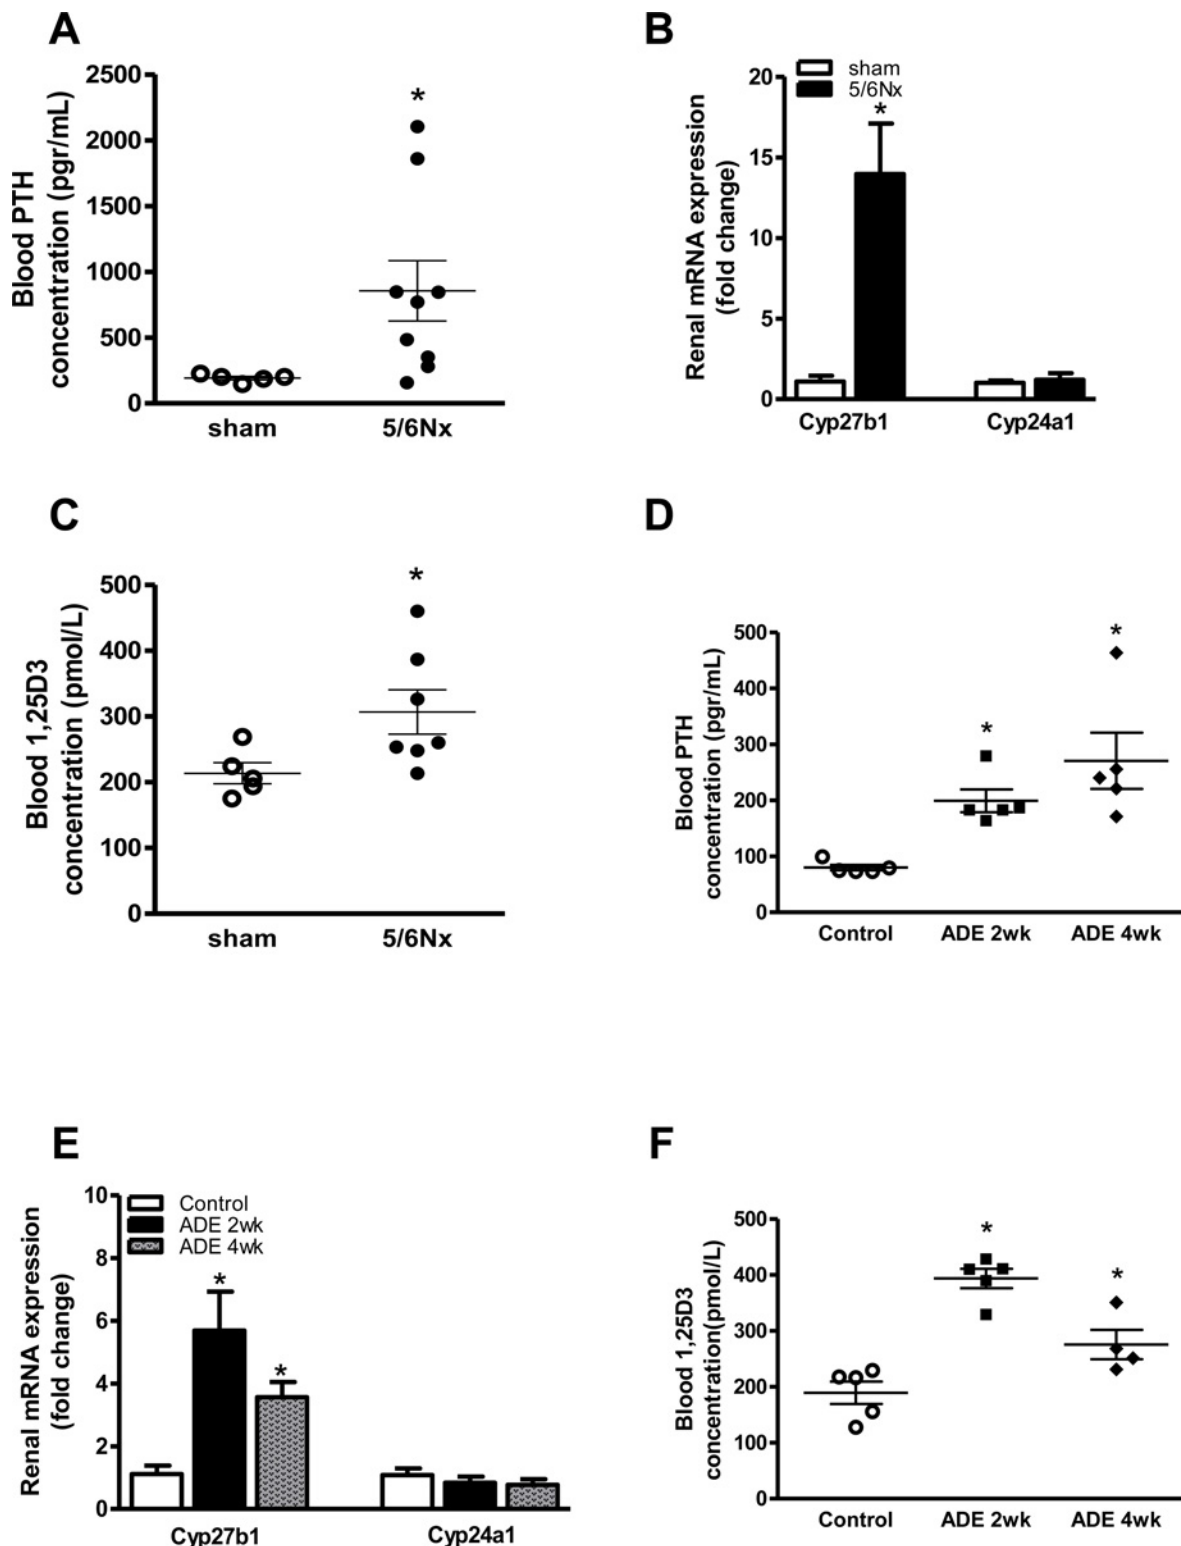 A
2500
2000
1500
1000
500
0
Blood PTH
concentration (pgr/mL)
*
sham
5/6Nx
B
sham
5/6Nx
20
15
10
5
0
Renal mRNA expression
(fold change)
*
Cyp27b1
Cyp24a1
C
500
400
300
200
100
0
Blood 1,25D3
concentration (pmol/L)
*
sham
5/6Nx
D
500
400
300
200
100
0
Blood PTH
concentration (pgr/mL)
*
*
Control
ADE 2wk
ADE 4wk
E
Control
ADE 2wk
ADE 4wk
10
8
6
4
2
0
Renal mRNA expression
(fold change)
*
*
Cyp27b1
Cyp24a1
F
500
400
300
200
100
0
Blood 1,25D3
concentration(pmol/L)
*
*
Control
ADE 2wk
ADE 4wk